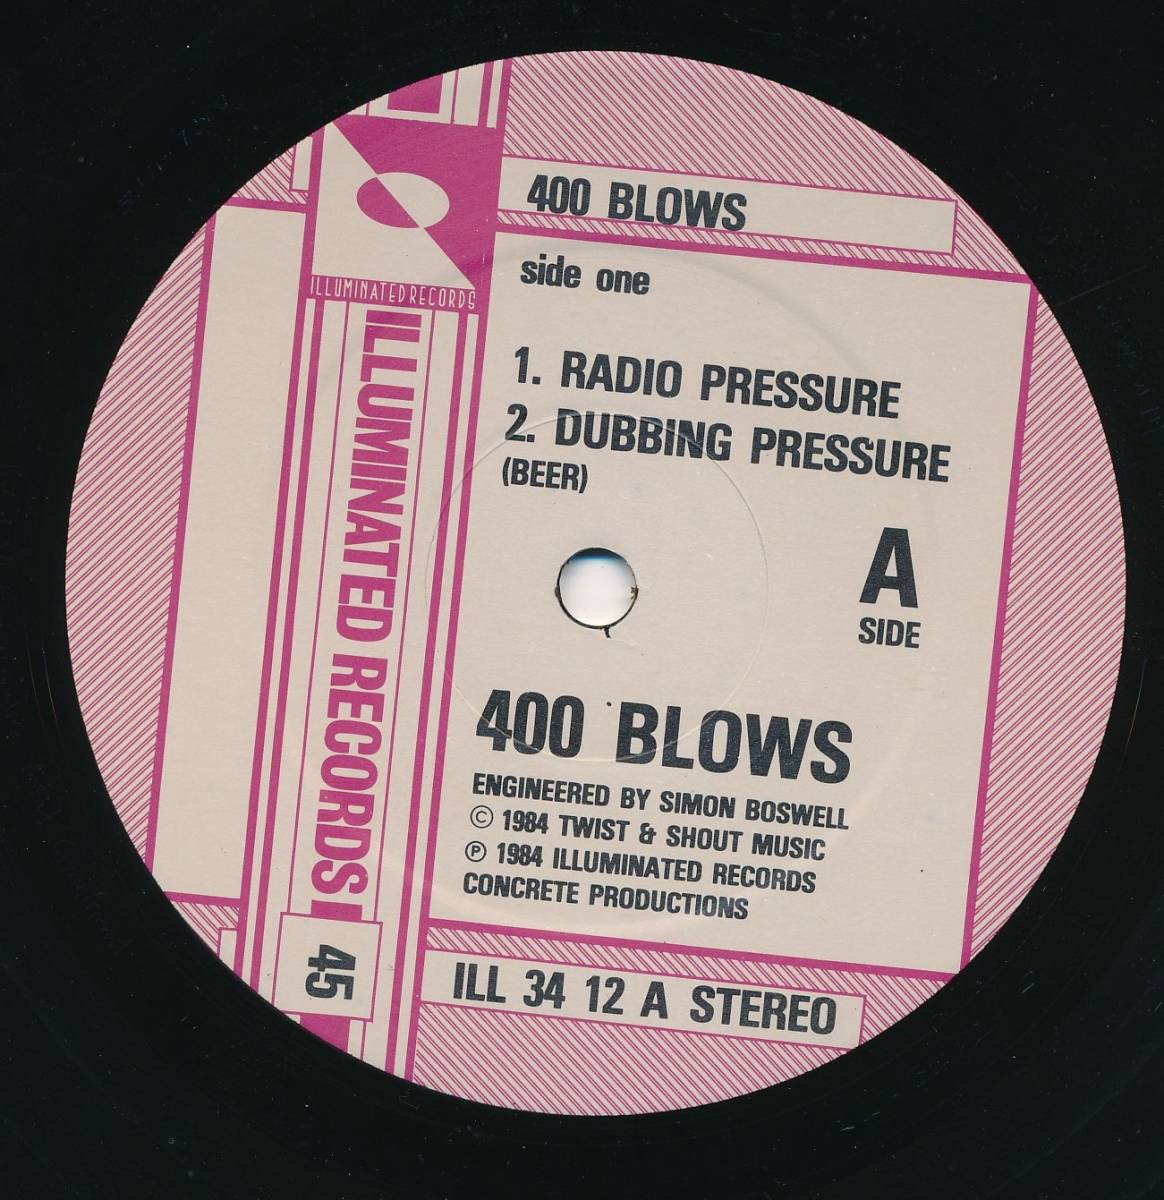 400 BLOWS
side one
1. RADIO PRESSURE
2. DUBBING PRESSURE
(BEER)
A
SIDE
400 BLOWS
ENGINEERED BY SIMON BOSWELL
© 1984 TWIST & SHOUT MUSIC
℗ 1984 ILLUMINATED RECORDS
CONCRETE PRODUCTIONS
ILL 34 12 A STEREO
ILLUMINATED RECORDS
ILLUMINATED RECORDS
45